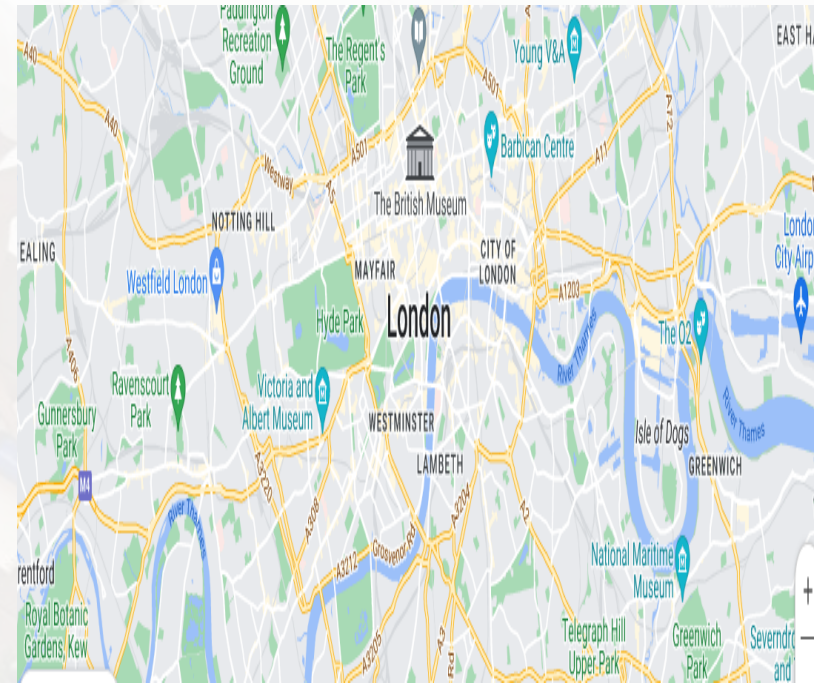 Paddington
Recreation
Ground
The Regent's
Park
Young V&A
EAST HA
A40
A40
A501
A12
Barbican Centre
A501
A11
Westway
A5
The British Museum
NOTTING HILL
EALING
CITY OF
LONDON
London
City Airp
MAYFAIR
Westfield London
A1203
Hyde Park
London
The O2
River Thames
A406
Ravenscourt
Park
Victoria and
Albert Museum
Gunnersbury
Park
WESTMINSTER
River Thames
Isle of Dogs
LAMBETH
GREENWICH
M4
A3220
A308
A3204
A2
River Thames
Grosvenor Rd
A3212
National Maritime
Museum
rentford
Royal Botanic
Gardens, Kew
Telegraph Hill
Upper Park
Greenwich
Park
Severndro
and
A3205
A3
Rd